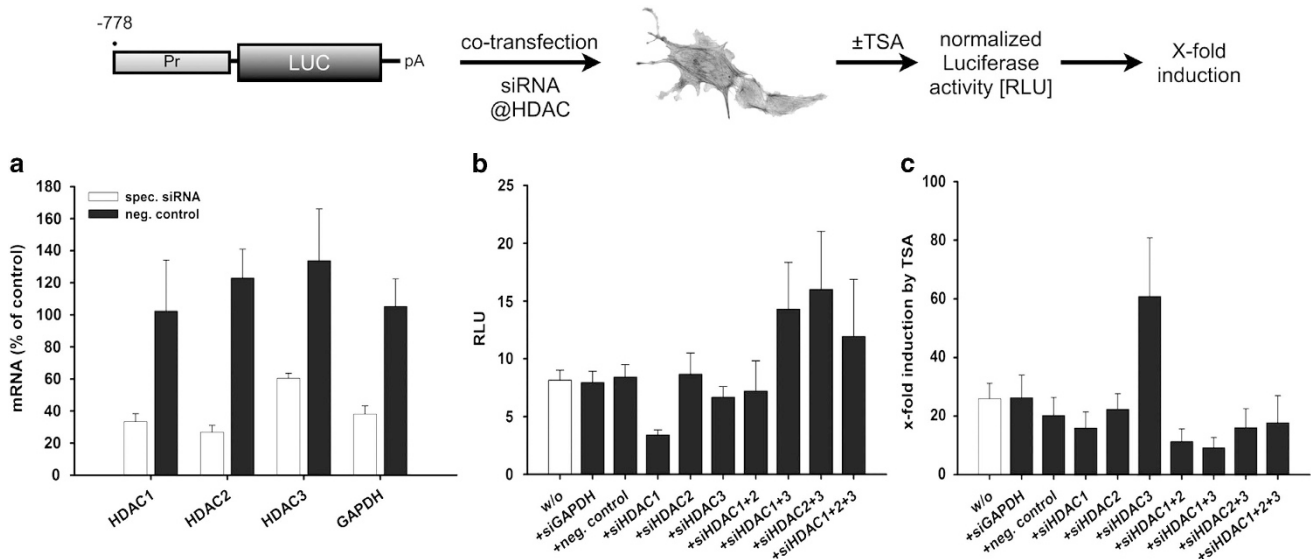 -778
Pr
LUC
pA
co-transfection
siRNA
@HDAC
±TSA
normalized
Luciferase
activity [RLU]
X-fold
induction
a
spec. siRNA
neg. control
mRNA (% of control)
180
160
140
120
100
80
60
40
20
0
HDAC1
HDAC2
HDAC3
GAPDH
b
RLU
25
20
15
10
5
0
w/o
+siGAPDH
+neg. control
+siHDAC1
+siHDAC2
+siHDAC3
+siHDAC1+2
+siHDAC1+3
+siHDAC2+3
+siHDAC1+2+3
c
x-fold induction by TSA
100
80
60
40
20
0
w/o
+siGAPDH
+neg. control
+siHDAC1
+siHDAC2
+siHDAC3
+siHDAC1+2
+siHDAC1+3
+siHDAC2+3
+siHDAC1+2+3